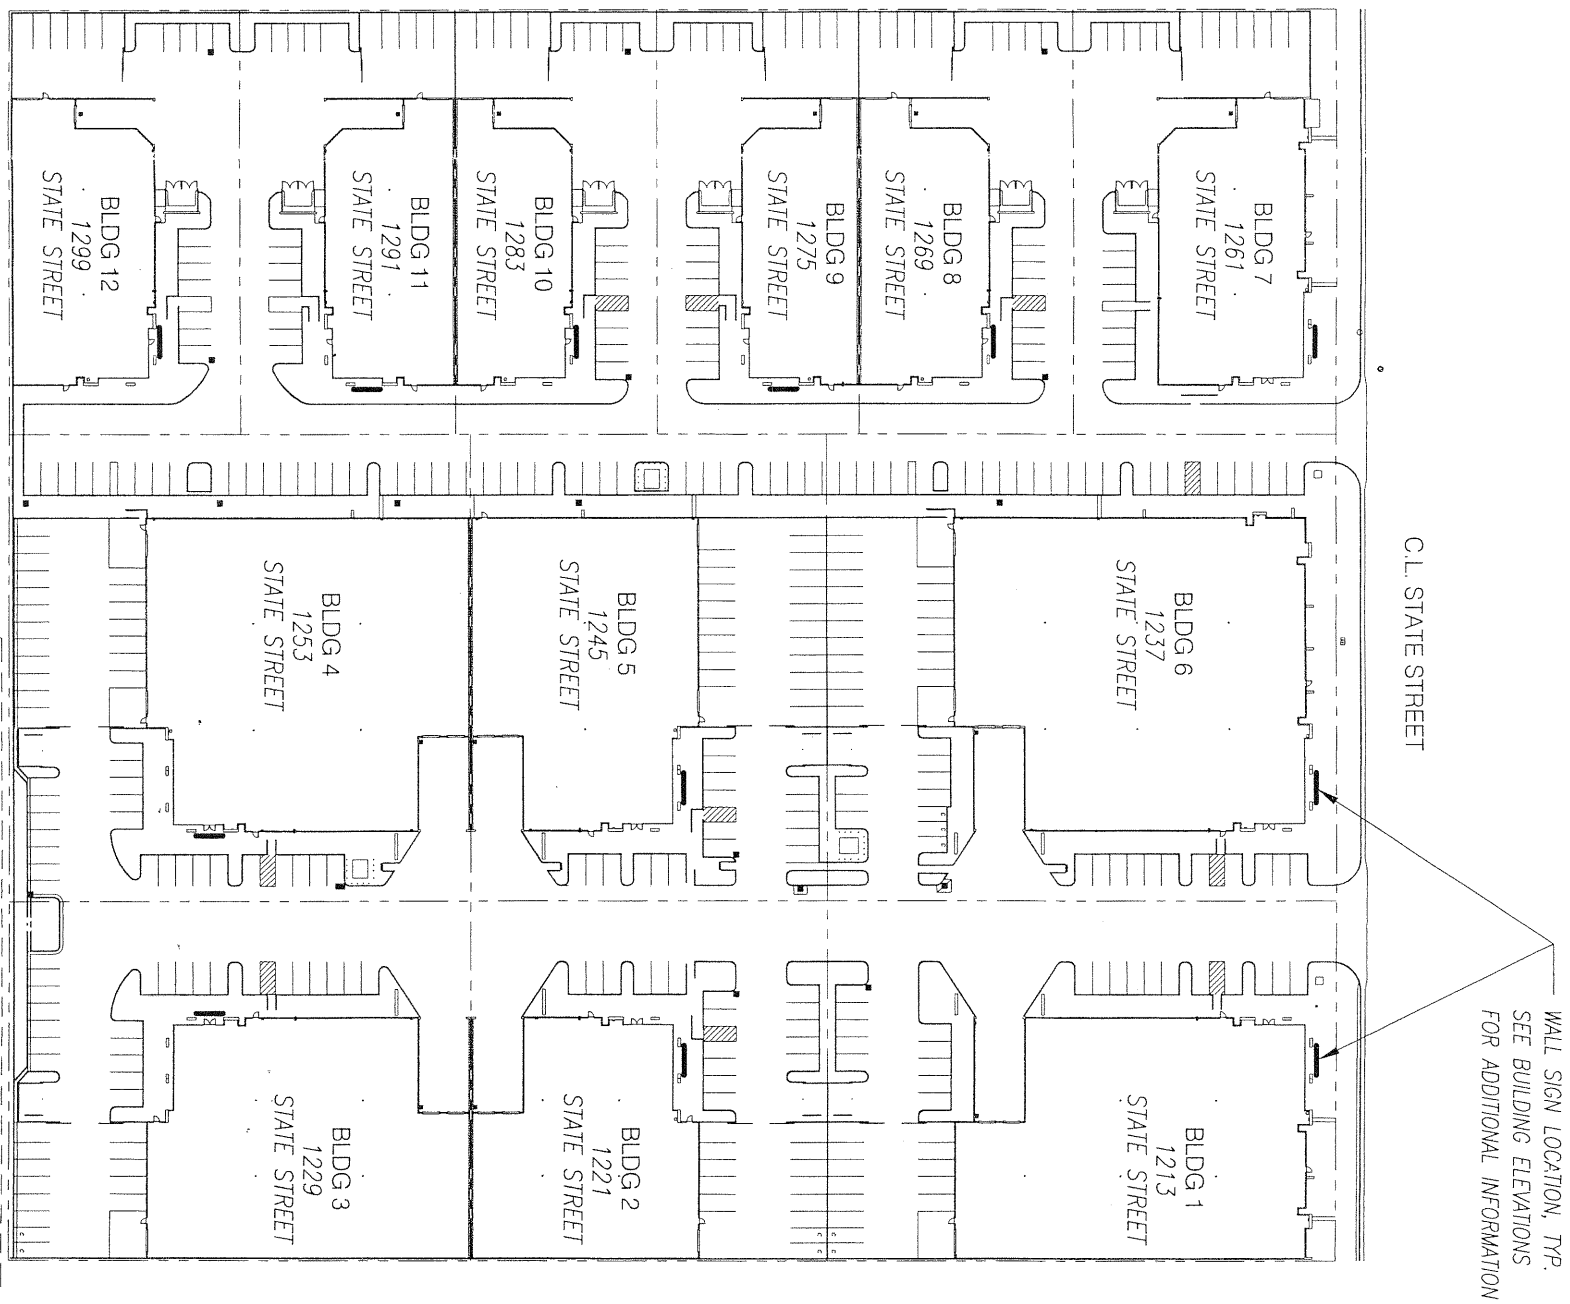 WALL SIGN LOCATION, TYP.
SEE BUILDING ELEVATIONS
FOR ADDITIONAL INFORMATION
C.L. STATE STREET
BLDG 7
1261
STATE STREET
BLDG 6
1237
STATE STREET
BLDG 1
1213
STATE STREET
BLDG 8
1269
STATE STREET
BLDG 9
1275
STATE STREET
BLDG 5
1245
STATE STREET
BLDG 2
1221
STATE STREET
BLDG 10
1283
STATE STREET
BLDG 11
1291
STATE STREET
BLDG 4
1253
STATE STREET
BLDG 3
1229
STATE STREET
BLDG 12
1299
STATE STREET